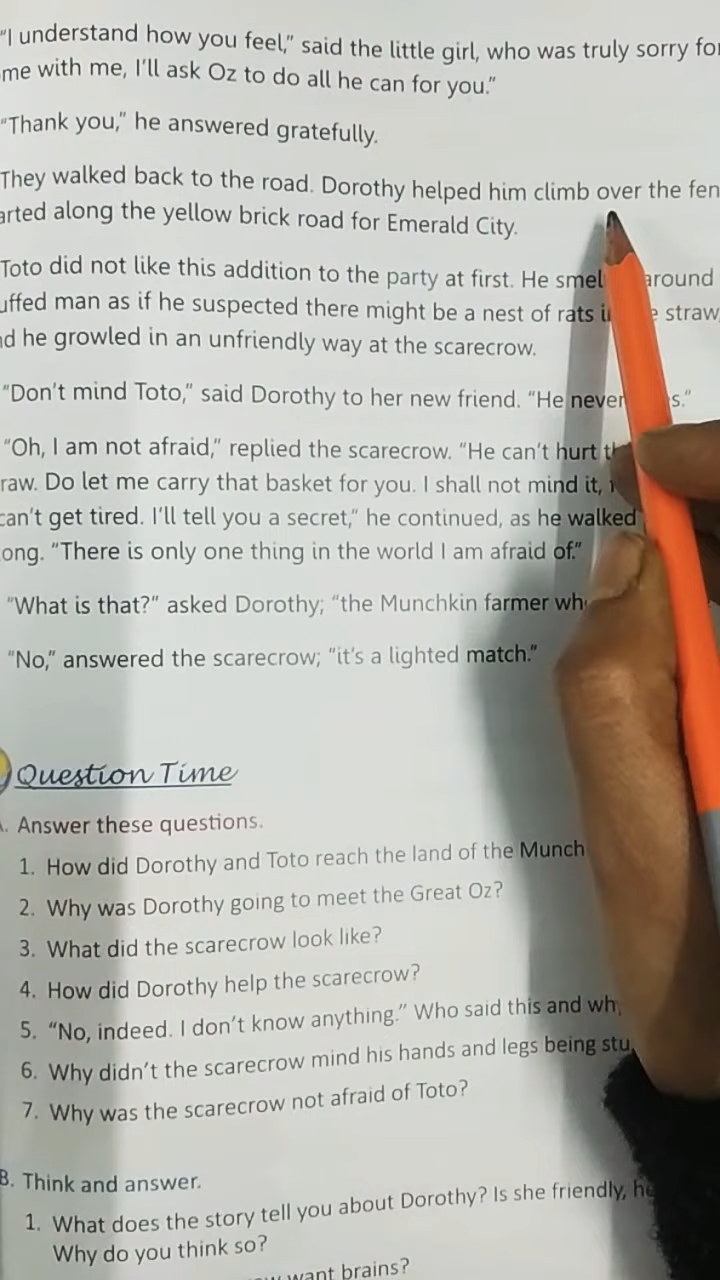 "I understand how you feel," said the little girl, who was truly sorry
me with me, I'll ask Oz to do all he can for you."
"Thank you," he answered gratefully.
They walked back to the road. Dorothy helped him climb over the
along the yellow brick road for Emerald City.
Toto did not like this addition to the party at first. He around
man as if he suspected there might be a nest of rats straw
he growled in an unfriendly way at the scarecrow.
"Don't mind Toto," said Dorothy to her new friend. "He never
"Oh, I am not afraid," replied the scarecrow. "He can't hurt
Do let me carry that basket for you. I shall not mind it,
can't get tired. I'll tell you a secret," he continued, as he walked
"There is only one thing in the world I am afraid of."
"What is that?" asked Dorothy; "the Munchkin farmer
"No," answered the scarecrow; "it's a lighted match."
Question Time
Answer these questions.
1. How did Dorothy and Toto reach the land of the
2. Why was Dorothy going to meet the Great Oz?
3. What did the scarecrow look like?
4. How did Dorothy help the scarecrow?
5. "No, indeed. I don't know anything." Who said this and
6. Why didn't the scarecrow mind his hands and legs being
7. Why was the scarecrow not afraid of Toto?
B. Think and answer.
1. What does the story tell you about Dorothy? Is she friendly,
Why do you think so?
want brains?